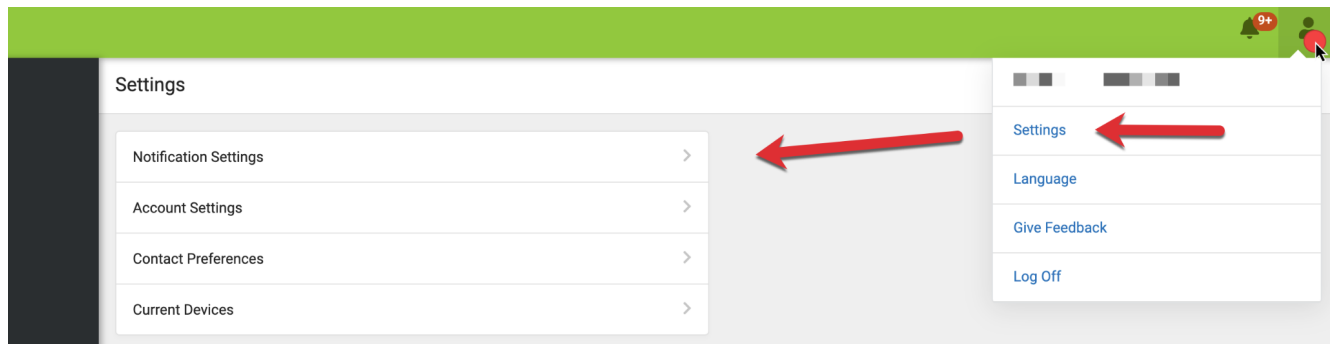 9+
Settings
Notification Settings
Account Settings
Contact Preferences
Current Devices
Settings
Language
Give Feedback
Log Off